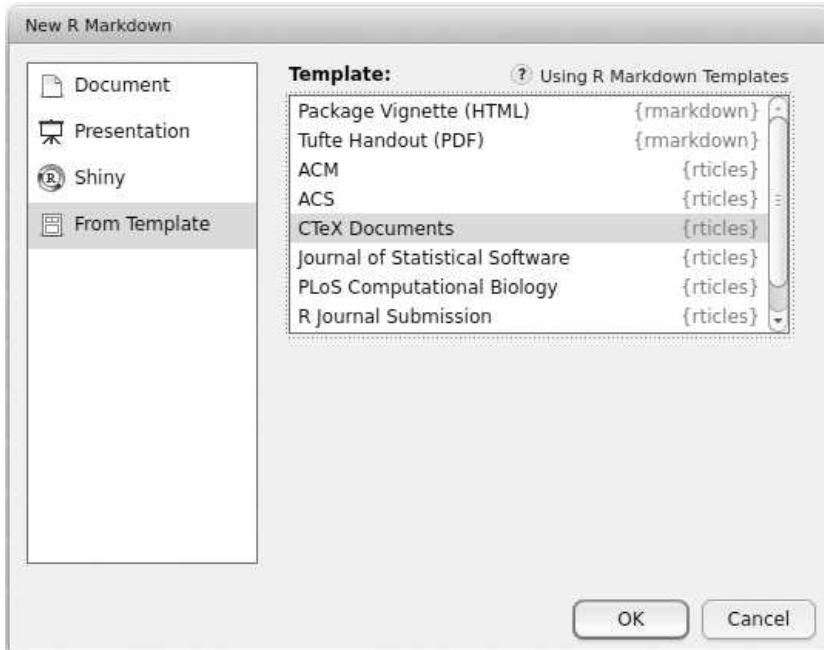 New R Markdown
Document
Presentation
Shiny
From Template
Template:
? Using R Markdown Templates
Package Vignette (HTML) {rmarkdown}
Tufte Handout (PDF) {rmarkdown}
ACM {rticles}
ACS {rticles}
CTeX Documents {rticles}
Journal of Statistical Software {rticles}
PLoS Computational Biology {rticles}
R Journal Submission {rticles}
OK
Cancel